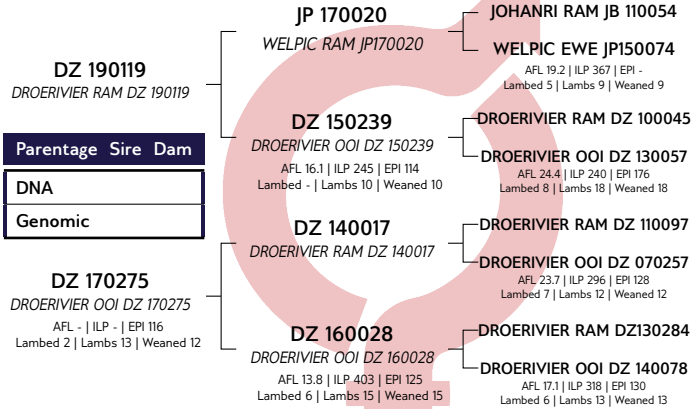 DZ 190119
DROERIVIER RAM DZ 190119
Parentage Sire Dam
DNA
Genomic
DZ 170275
DROERIVIER OOI DZ 170275
AFL - | ILP - | EPI 116
Lambed 2 | Lambs 13 | Weaned 12
JP 170020
WELPIC RAM JP170020
DZ 150239
DROERIVIER OOI DZ 150239
AFL 16.1 | ILP 245 | EPI 114
Lambed - | Lambs 10 | Weaned 10
DZ 140017
DROERIVIER RAM DZ 140017
DZ 160028
DROERIVIER OOI DZ 160028
AFL 13.8 | ILP 403 | EPI 125
Lambed 6 | Lambs 15 | Weaned 15
JOHANRI RAM JB 110054
WELPIC EWE JP150074
AFL 19.2 | ILP 367 | EPI -
Lambed 5 | Lambs 9 | Weaned 9
DROERIVIER RAM DZ 100045
DROERIVIER OOI DZ 130057
AFL 24.4 | ILP 240 | EPI 176
Lambed 8 | Lambs 18 | Weaned 18
DROERIVIER RAM DZ 110097
DROERIVIER OOI DZ 070257
AFL 23.7 | ILP 296 | EPI 128
Lambed 7 | Lambs 12 | Weaned 12
DROERIVIER RAM DZ130284
DROERIVIER OOI DZ 140078
AFL 17.1 | ILP 318 | EPI 130
Lambed 6 | Lambs 13 | Weaned 13